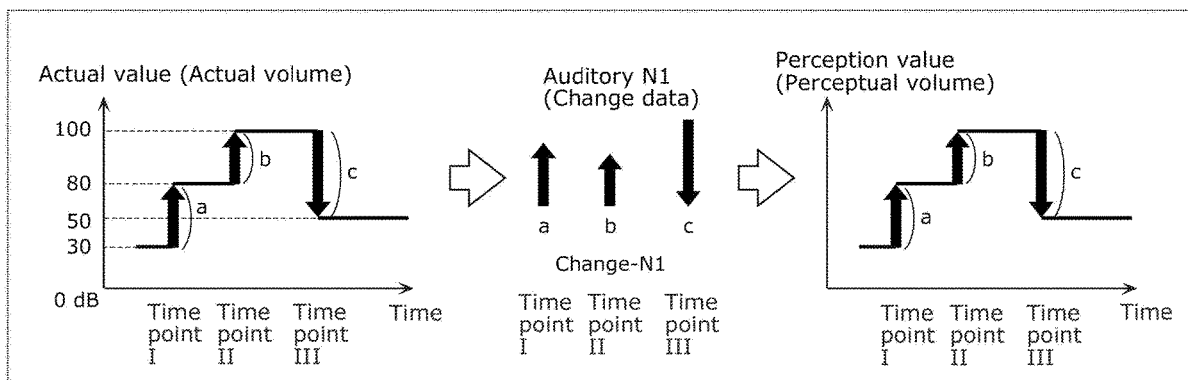 Actual value (Actual volume)
100
80
50
30
0 dB
a
b
c
Time
point
I
Time
point
II
Time
point
III
Time
Auditory N1
(Change data)
a
b
c
Change-N1
Time
point
I
Time
point
II
Time
point
III
Perception value
(Perceptual volume)
a
b
c
Time
point
I
Time
point
II
Time
point
III
Time